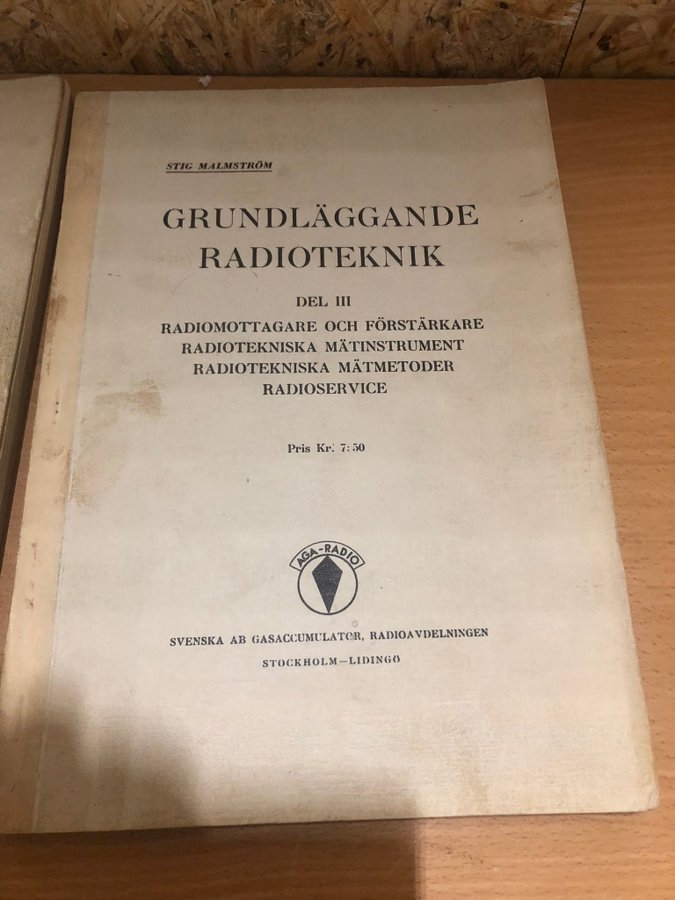 STIG MALMSTRÖM
GRUNDLÄGGANDE
RADIOTEKNIK
DEL III
RADIOMOTTAGARE OCH FÖRSTÄRKARE
RADIOTEKNISKA MÄTINSTRUMENT
RADIOTEKNISKA MÄTMETODER
RADIOSERVICE
Pris Kr. 7:50
AGA-RADIO
SVENSKA AB GASACCUMULATOR, RADIOAVDELNINGEN
STOCKHOLM—LIDINGÖ